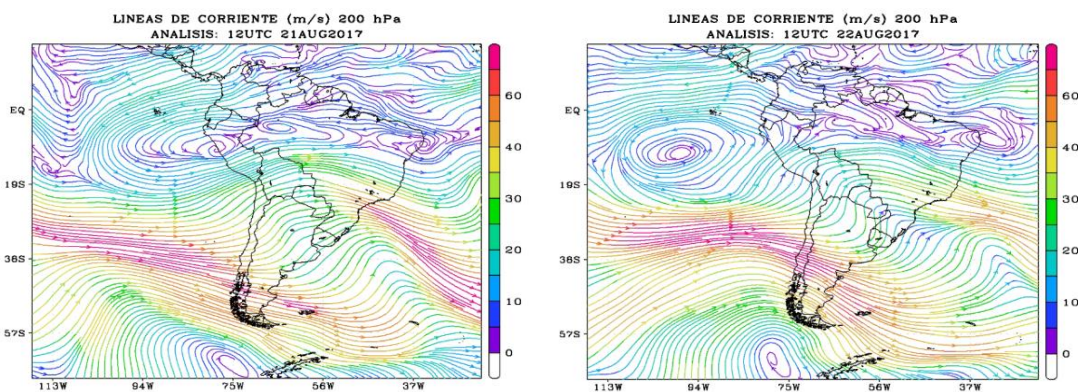 LINEAS DE CORRIENTE (m/s) 200 hPa
ANALISIS: 12UTC 21AUG2017
EQ
19S
38S
57S
113W 94W 75W 56W 37W
60
50
40
30
20
10
0
LINEAS DE CORRIENTE (m/s) 200 hPa
ANALISIS: 12UTC 22AUG2017
EQ
19S
38S
57S
113W 94W 75W 56W 37W
60
50
40
30
20
10
0